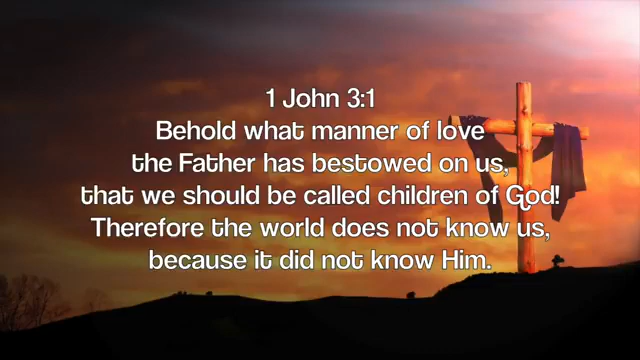 1 John 3:1
Behold what manner of love
the Father has bestowed on us,
that we should be called children of God!
Therefore the world does not know us,
because it did not know Him.